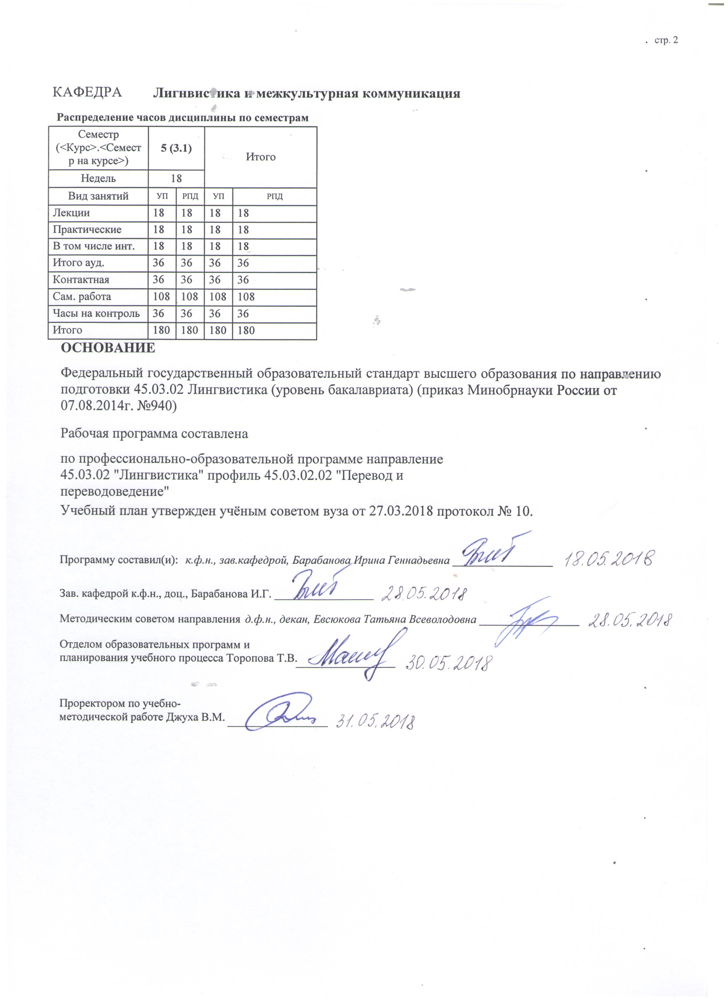 стр. 2
КАФЕДРА Лигнвистика и межкультурная коммуникация
Распределение часов дисциплины по семестрам
Семестр
(<Курс>.<Семест
р на курсе>) 5 (3.1) Итого
Недель 18
Вид занятий УП РПД УП РПД
Лекции 18 18 18 18
Практические 18 18 18 18
В том числе инт. 18 18 18 18
Итого ауд. 36 36 36 36
Контактная 36 36 36 36
Сам. работа 108 108 108 108
Часы на контроль 36 36 36 36
Итого 180 180 180 180
ОСНОВАНИЕ
Федеральный государственный образовательный стандарт высшего образования по направлению
подготовки 45.03.02 Лингвистика (уровень бакалавриата) (приказ Минобрнауки России от
07.08.2014г. №940)
Рабочая программа составлена
по профессионально-образовательной программе направление
45.03.02 "Лингвистика" профиль 45.03.02.02 "Перевод и
переводоведение"
Учебный план утвержден учёным советом вуза от 27.03.2018 протокол № 10.
Программу составил(и): к.ф.н., зав.кафедрой, Барабанова Ирина Геннадьевна 18.05.2018
Зав. кафедрой к.ф.н., доц., Барабанова И.Г. 28.05.2018
Методическим советом направления д.ф.н., декан, Евсюкова Татьяна Всеволодовна 28.05.2018
Отделом образовательных программ и
планирования учебного процесса Торопова Т.В. 30.05.2018
Проректором по учебно-
методической работе Джуха В.М. 31.05.2018